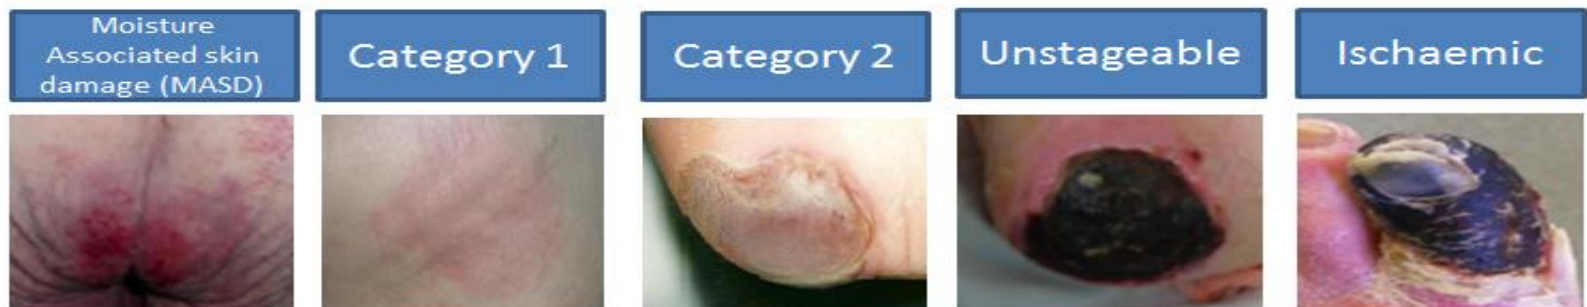 Moisture
Associated skin
damage (MASD)
Category 1
Category 2
Unstageable
Ischaemic